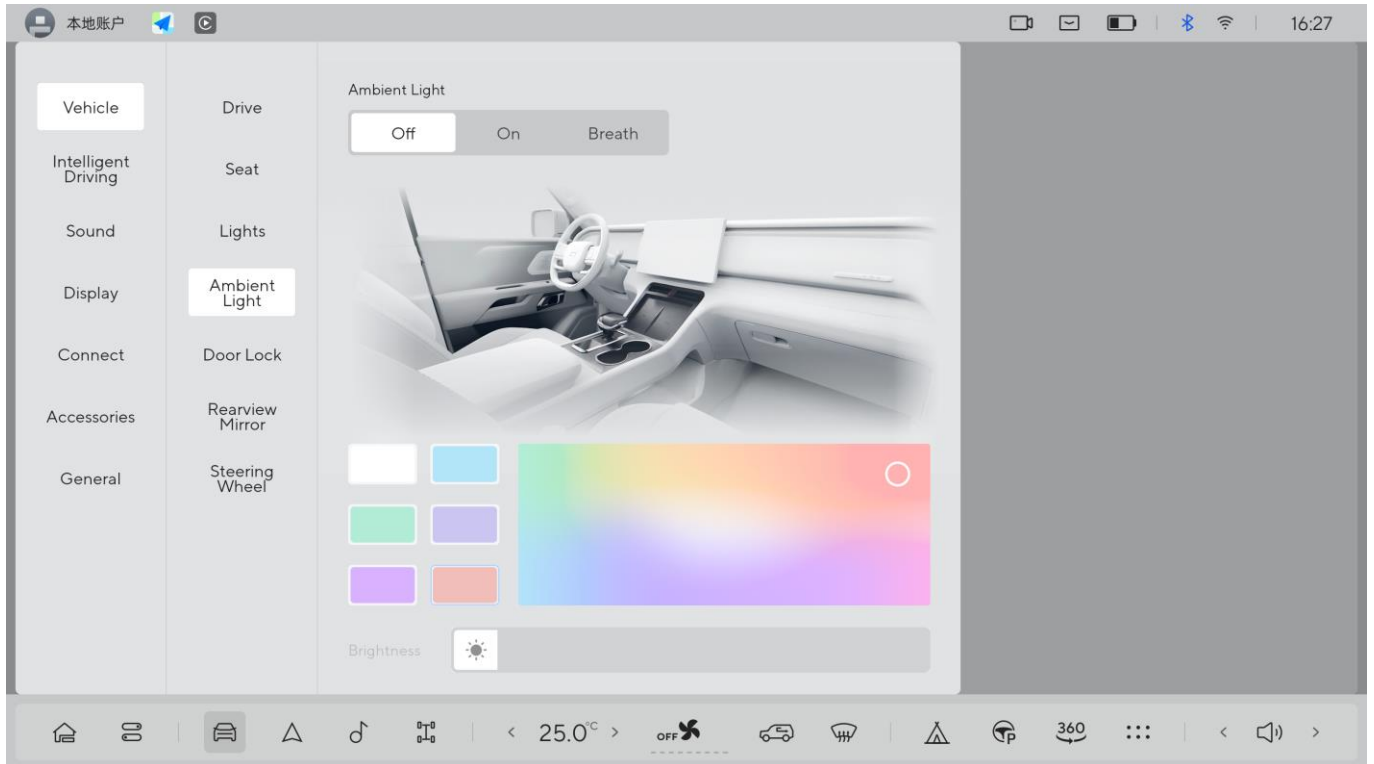 本地账户
16:27
Vehicle
Intelligent
Driving
Sound
Display
Connect
Accessories
General
Drive
Seat
Lights
Ambient
Light
Door Lock
Rearview
Mirror
Steering
Wheel
Ambient Light
Off On Breath
Brightness
< 25.0°C >
OFF
P
360
< >